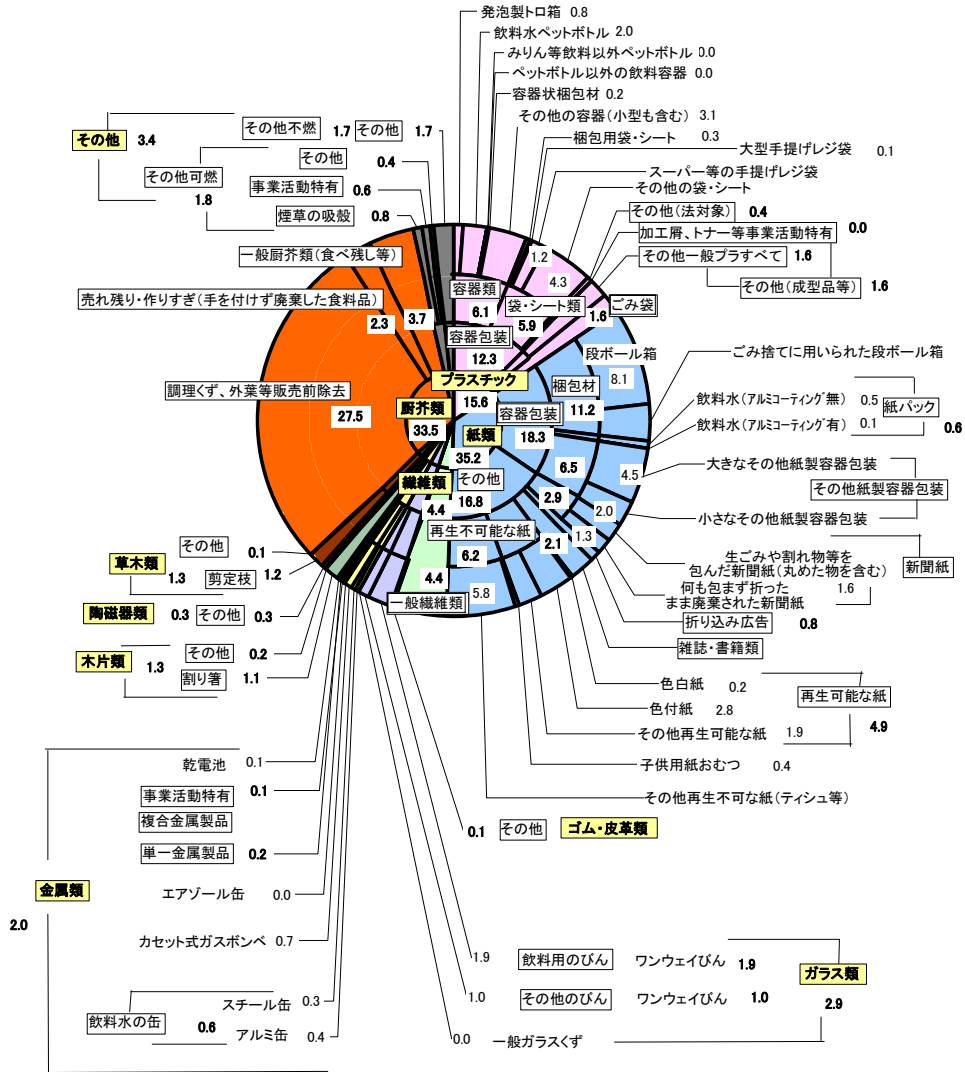 発泡製トロ箱 0.8
飲料水ペットボトル 2.0
みりん等飲料以外ペットボトル 0.0
ペットボトル以外の飲料容器 0.0
容器状梱包材 0.2
その他の容器(小型も含む) 3.1
梱包用袋・シート 0.3
大型手提げレジ袋 0.1
スーパー等の手提げレジ袋
1.2
その他の袋・シート
4.3
その他(法対象) 0.4
加工屑、トナー等事業活動特有 0.0
その他一般プラすべて 1.6
その他(成型品等) 1.6
その他 3.4
その他不燃 1.7 その他 1.7
その他可燃
1.8
その他
0.4
事業活動特有 0.6
煙草の吸殻 0.8
一般厨芥類(食べ残し等)
3.7
売れ残り・作りすぎ(手を付けず廃棄した食料品)
2.3
調理くず、外葉等販売前除去
27.5
容器類
6.1
袋・シート類
5.9
ごみ袋
1.6
容器包装
12.3
プラスチック
15.6
厨芥類
33.5
紙類
35.2
容器包装
18.3
梱包材
11.2
段ボール箱
8.1
ごみ捨てに用いられた段ボール箱
飲料水(アルミコーティング無) 0.5
飲料水(アルミコーティング有) 0.1
紙パック
0.6
6.5
4.5
大きなその他紙製容器包装
2.0
小さなその他紙製容器包装
その他紙製容器包装
2.9
1.3
生ごみや割れ物等を
包んだ新聞紙(丸めた物を含む)
新聞紙
何も包まず折った
まま廃棄された新聞紙
1.6
折り込み広告 0.8
2.1
雑誌・書籍類
その他
16.8
色白紙 0.2
色付紙 2.8
その他再生可能な紙 1.9
再生可能な紙
4.9
再生不可能な紙
6.2
子供用紙おむつ 0.4
5.8
その他再生不可な紙(ティシュ等)
繊維類
4.4
4.4
一般繊維類
草木類
1.3
その他
0.1
剪定枝 1.2
陶磁器類 0.3 その他 0.3
木片類 1.3
その他 0.2
割り箸 1.1
0.1 その他 ゴム・皮革類
金属類
2.0
乾電池 0.1
事業活動特有 0.1
複合金属製品
単一金属製品 0.2
エアゾール缶 0.0
カセット式ガスボンベ 0.7
スチール缶 0.3
飲料水の缶 0.6
アルミ缶 0.4
1.9 飲料用のびん ワンウェイびん 1.9
1.0 その他のびん ワンウェイびん 1.0
0.0 一般ガラスくず
ガラス類
2.9